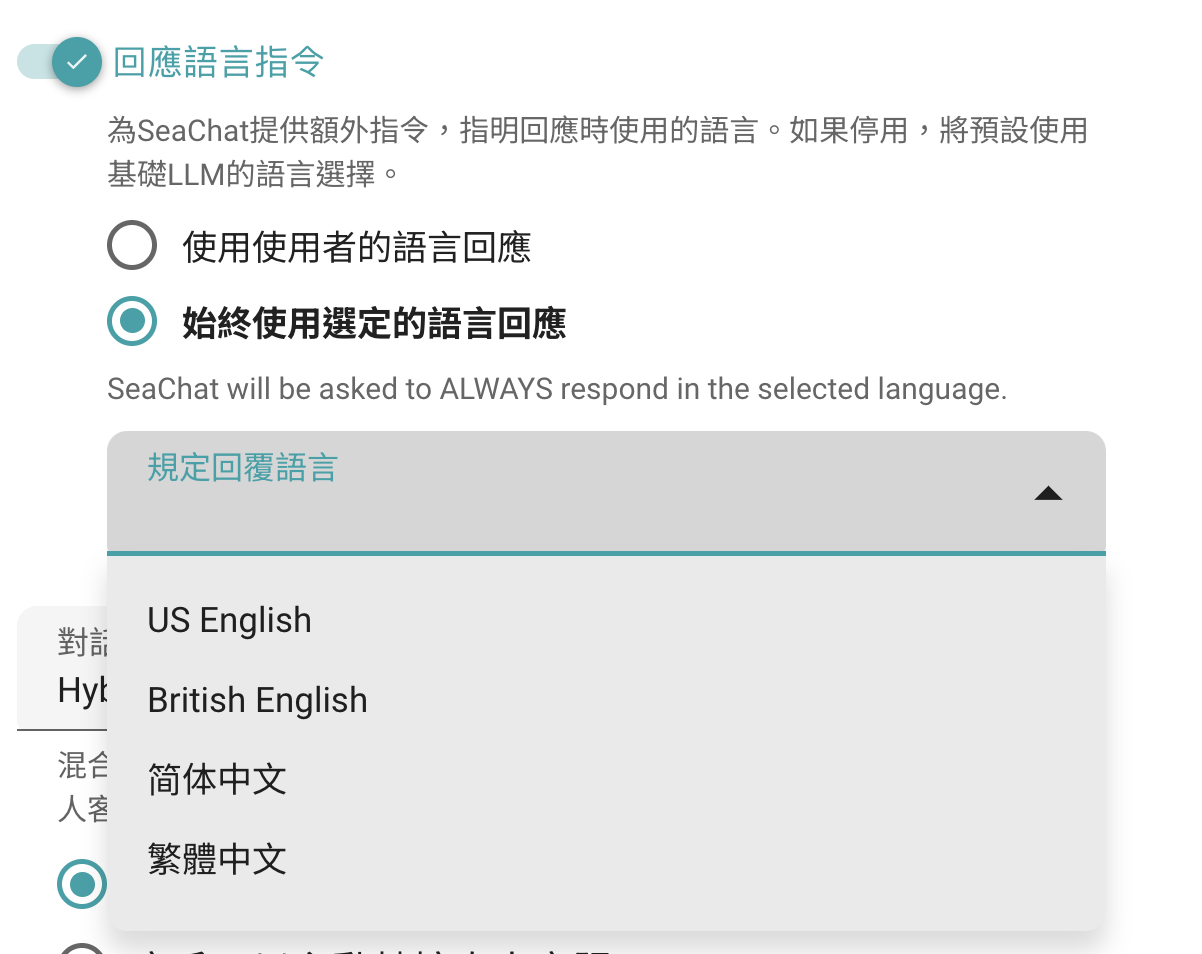 回應語言指令
為SeaChat提供額外指令，指明回應時使用的語言。如果停用，將預設使用
基礎LLM的語言選擇。
使用使用者的語言回應
始終使用選定的語言回應
SeaChat will be asked to ALWAYS respond in the selected language.
規定回覆語言
US English
對話
British English
Hyb
混合
简体中文
人客
繁體中文